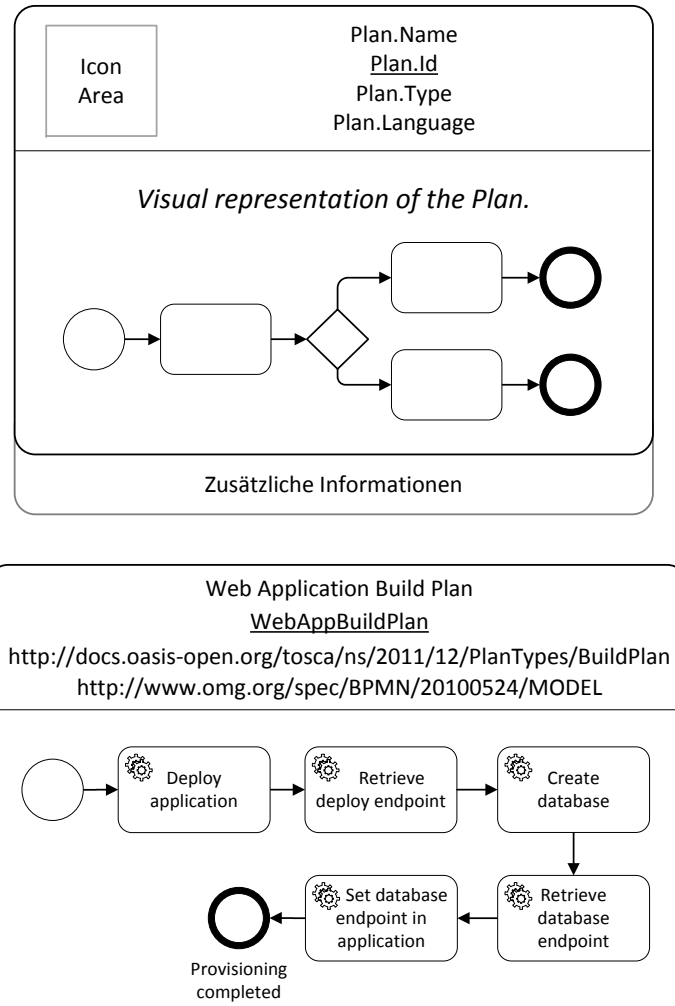 Icon
Area
Plan.Name
Plan.Id
Plan.Type
Plan.Language
Visual representation of the Plan.
Zusätzliche Informationen
Web Application Build Plan
WebAppBuildPlan
http://docs.oasis-open.org/tosca/ns/2011/12/PlanTypes/BuildPlan
http://www.omg.org/spec/BPMN/20100524/MODEL
Deploy
application
Retrieve
deploy endpoint
Create
database
Set database
endpoint in
application
Retrieve
database
endpoint
Provisioning
completed